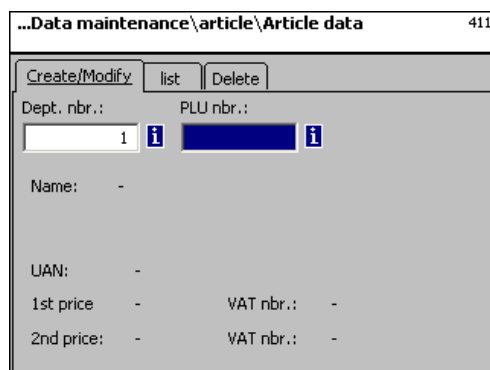 ...Data maintenance\article\Article data 411
Create/Modify list Delete
Dept. nbr.: PLU nbr.:
1 i i
Name: -
UAN: -
1st price - VAT nbr.: -
2nd price: - VAT nbr.: -